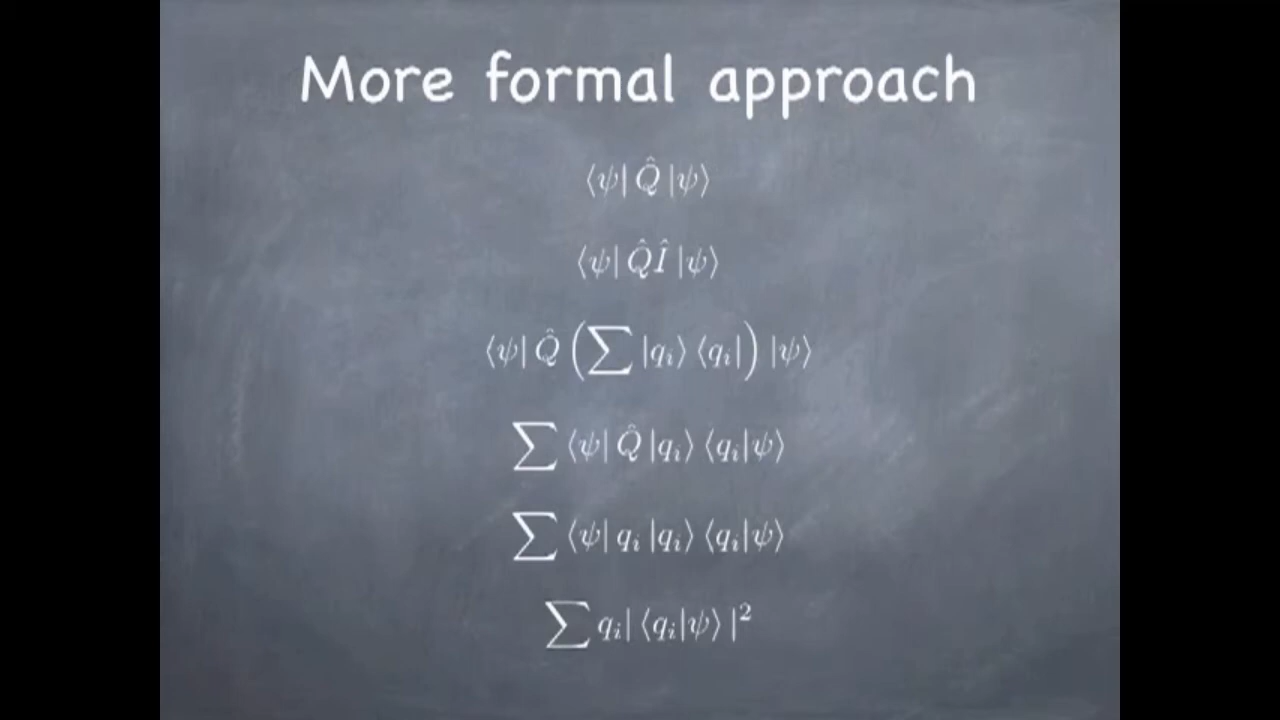 More formal approach
⟨ψ| Q̂ |ψ⟩
⟨ψ| Q̂Î |ψ⟩
⟨ψ| Q̂ (∑ |qᵢ⟩ ⟨qᵢ|) |ψ⟩
∑ ⟨ψ| Q̂ |qᵢ⟩ ⟨qᵢ|ψ⟩
∑ ⟨ψ| qᵢ |qᵢ⟩ ⟨qᵢ|ψ⟩
∑ qᵢ| ⟨qᵢ|ψ⟩ |²